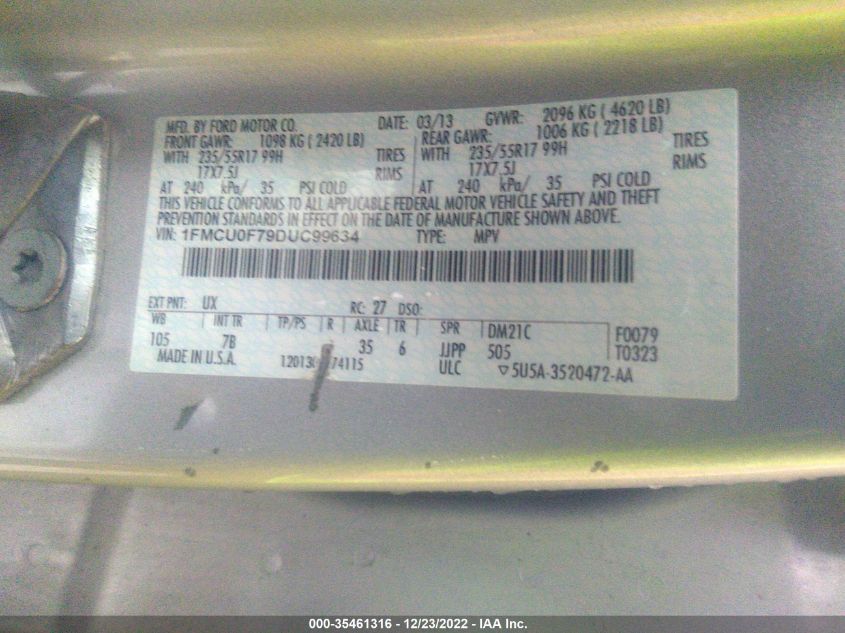 MFD. BY FORD MOTOR CO. DATE: 03/13 GVWR: 2096 KG ( 4620 LB)
FRONT GAWR: 1098 KG ( 2420 LB) REAR GAWR: 1006 KG ( 2218 LB)
WITH 235/55R17 99H TIRES WITH 235/55R17 99H TIRES
17X7.5J RIMS 17X7.5J RIMS
AT 240 kPa/ 35 PSI COLD AT 240 kPa/ 35 PSI COLD
THIS VEHICLE CONFORMS TO ALL APPLICABLE FEDERAL MOTOR VEHICLE SAFETY AND THEFT
PREVENTION STANDARDS IN EFFECT ON THE DATE OF MANUFACTURE SHOWN ABOVE.
VIN: 1FMCU0F79DUC99634 TYPE: MPV
EXT PNT: UX RC: 27 DSO:
WB INT TR TP/PS R AXLE TR SPR DM21C F0079
105 7B 35 6 JJPP 505 T0323
MADE IN U.S.A. ULC ▽5U5A-3520472-AA
000-35461316 - 12/23/2022 - IAA Inc.